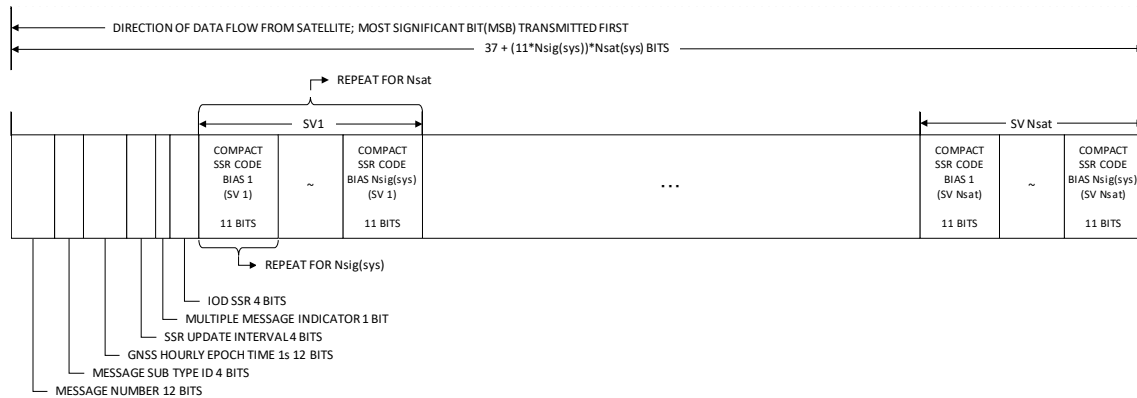 DIRECTION OF DATA FLOW FROM SATELLITE; MOST SIGNIFICANT BIT(MSB) TRANSMITTED FIRST
37 + (11*Nsig(sys))*Nsat(sys) BITS
REPEAT FOR Nsat
SV1
SV Nsat
COMPACT
SSR CODE
BIAS 1
(SV 1)
11 BITS
~
COMPACT
SSR CODE
BIAS Nsig(sys)
(SV 1)
11 BITS
...
COMPACT
SSR CODE
BIAS 1
(SV Nsat)
11 BITS
~
COMPACT
SSR CODE
BIAS Nsig(sys)
(SV Nsat)
11 BITS
REPEAT FOR Nsig(sys)
IOD SSR 4 BITS
MULTIPLE MESSAGE INDICATOR 1 BIT
SSR UPDATE INTERVAL 4 BITS
GNSS HOURLY EPOCH TIME 1s 12 BITS
MESSAGE SUB TYPE ID 4 BITS
MESSAGE NUMBER 12 BITS